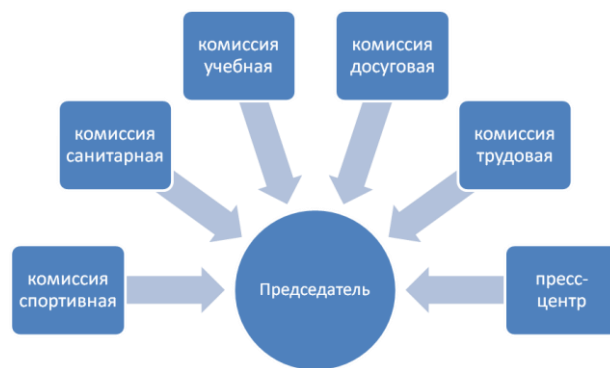 комиссия
учебная
комиссия
досуговая
комиссия
санитарная
комиссия
трудовая
комиссия
спортивная
Председатель
пресс-
центр